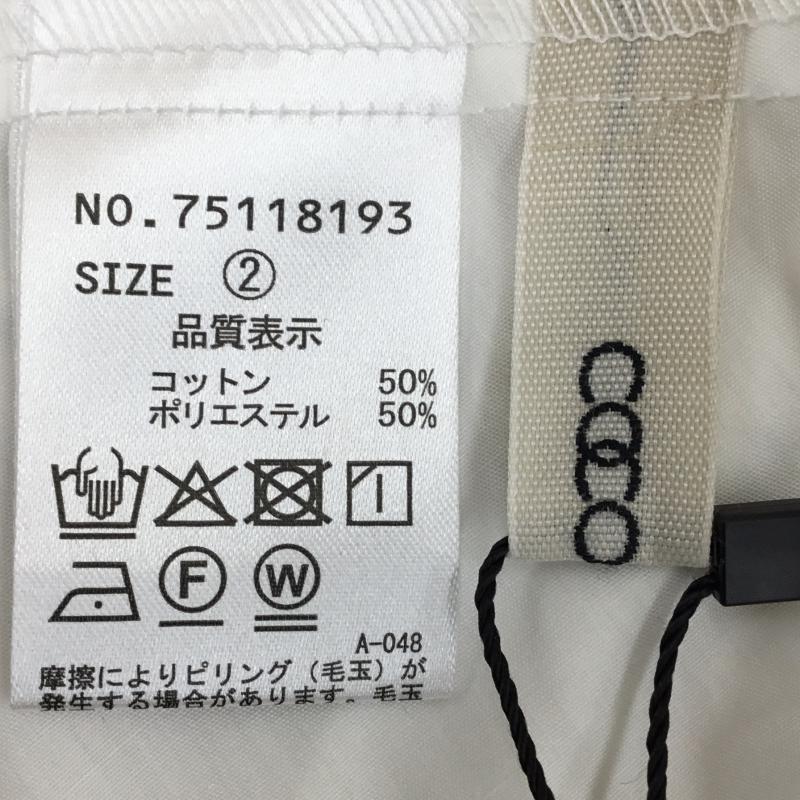 NO.75118193
SIZE ②
品質表示
コットン 50%
ポリエステル 50%
F W
A-048
摩擦によりピリング（毛玉）が
発生する場合があります。毛玉
COCO